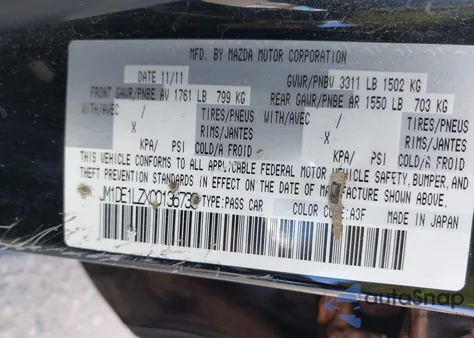 MFD. BY MAZDA MOTOR CORPORATION
DATE 11/11 GVWR/PNBV 3311 LB 1502 KG
FRONT GAWR/PNBE AV 1761 LB 799 KG REAR GAWR/PNBE AR 1550 LB 703 KG
WITH/AVEC / TIRES/PNEUS WITH/AVEC / TIRES/PNEUS
X RIMS/JANTES X RIMS/JANTES
KPA/ PSI COLD/A FROID KPA/ PSI COLD/A FROID
THIS VEHICLE CONFORMS TO ALL APPLICABLE FEDERAL MOTOR VEHICLE SAFETY, BUMPER, AND
THEFT PREVENTION STANDARDS IN EFFECT ON THE DATE OF MANUFACTURE SHOWN ABOVE.
TYPE:PASS CAR COLOR CODE:A3F MADE IN JAPAN
autoSnap